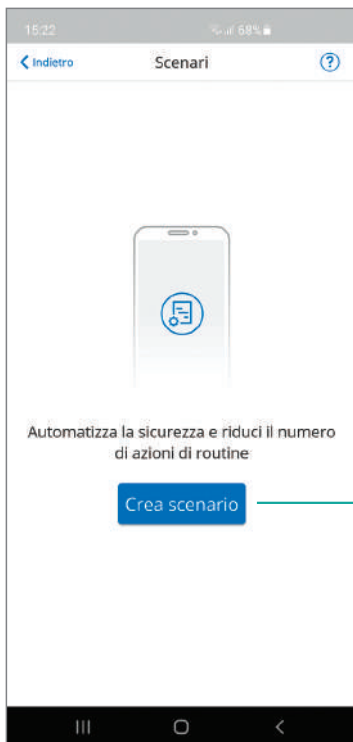 15:22 68%
Indietro Scenari ?
Automatizza la sicurezza e riduci il numero
di azioni di routine
Crea scenario